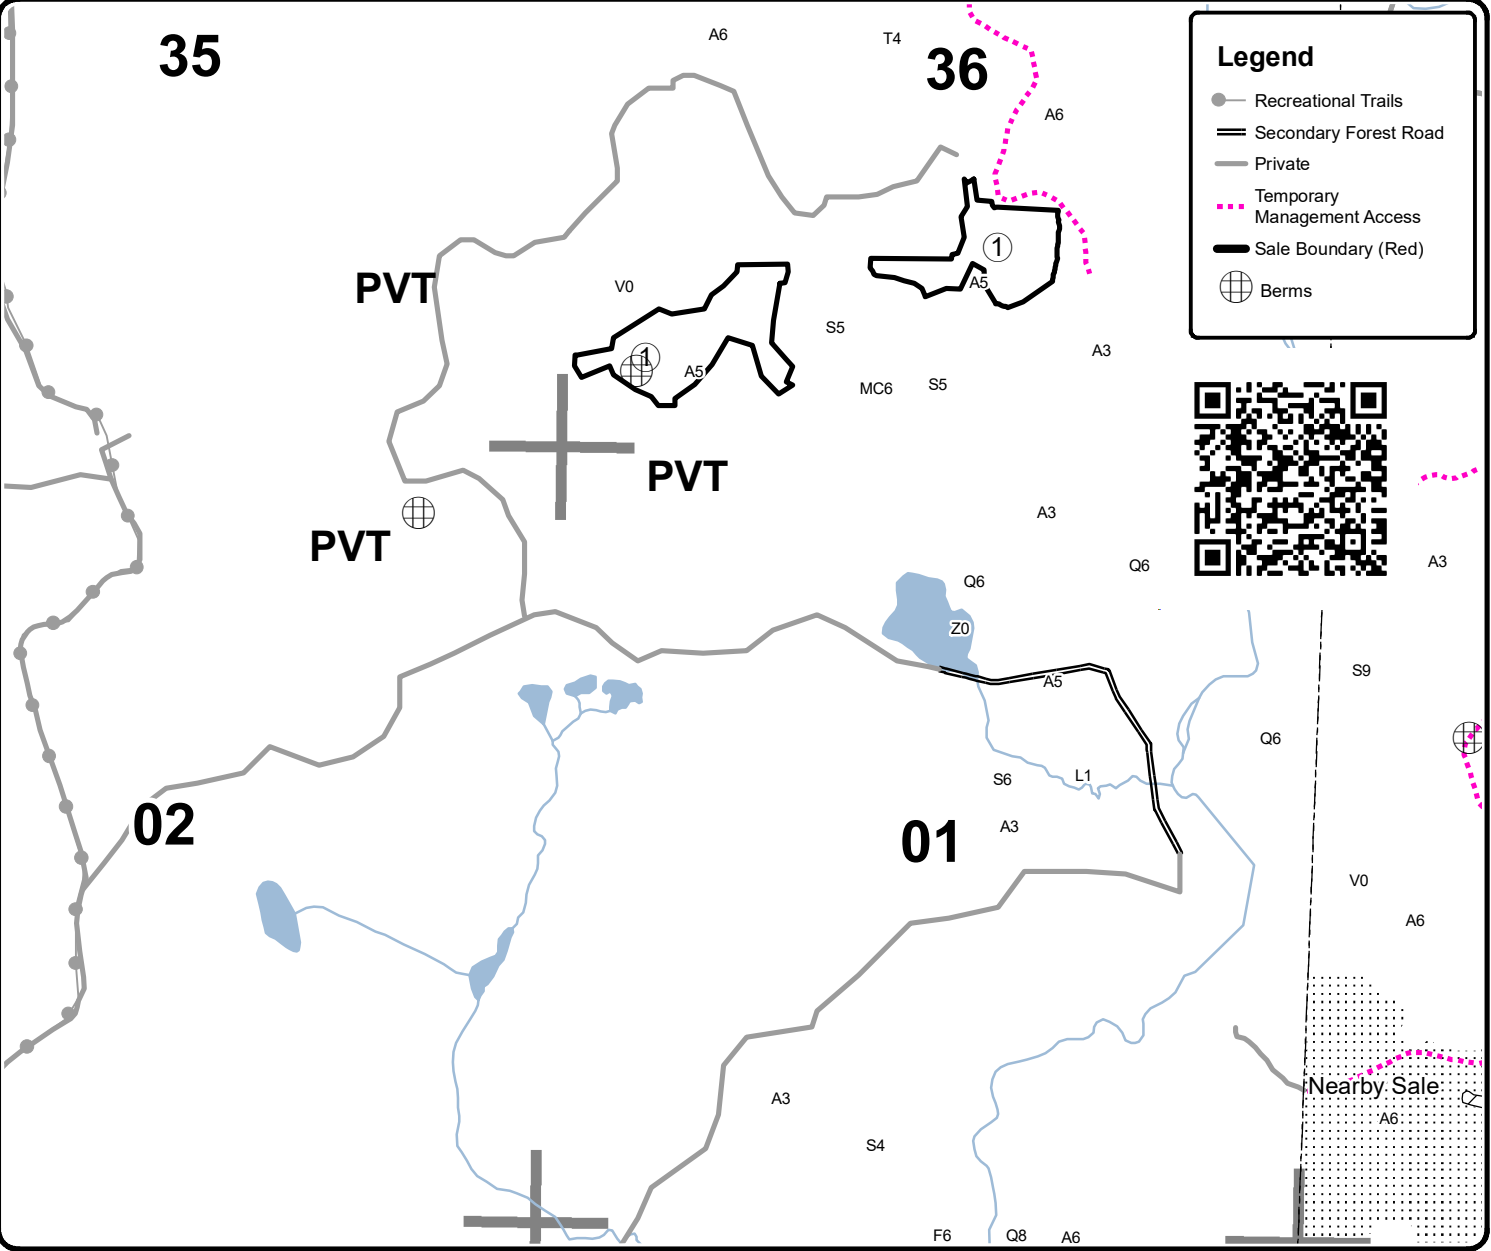 35
A6
T4
36
A6
Legend
Recreational Trails
Secondary Forest Road
Private
Temporary
Management Access
Sale Boundary (Red)
Berms
PVT
V0
1
A5
S5
1
A5
A3
MC6
S5
PVT
PVT
A3
Q6
Q6
A3
Z0
A5
S9
Q6
S6
L1
02
01
A3
V0
A6
A3
Nearby Sale
A6
S4
F6
Q8
A6